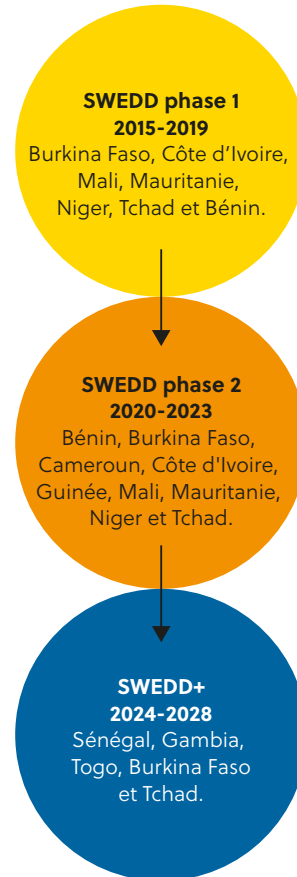 SWEDD phase 1
2015-2019
Burkina Faso, Côte d’Ivoire,
Mali, Mauritanie,
Niger, Tchad et Bénin.
SWEDD phase 2
2020-2023
Bénin, Burkina Faso,
Cameroun, Côte d'Ivoire,
Guinée, Mali, Mauritanie,
Niger et Tchad.
SWEDD+
2024-2028
Sénégal, Gambia,
Togo, Burkina Faso
et Tchad.